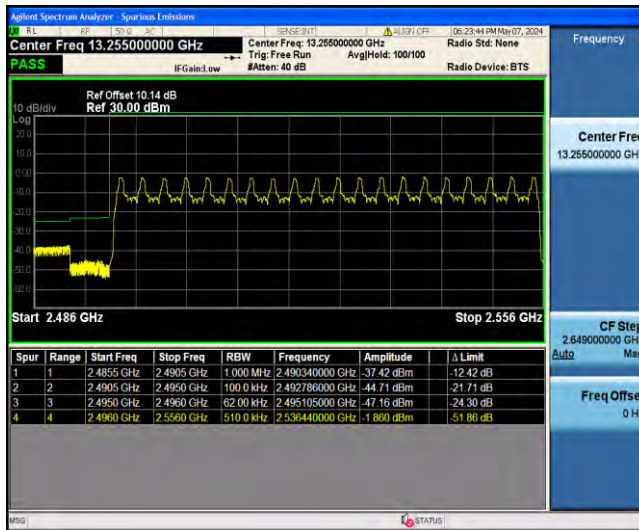 Agilent Spectrum Analyzer - Spurious Emissions
RL RF 50 Ω AC SENSE:INT ALIGN OFF 06:23:44 PM May 07, 2024
Center Freq 13.255000000 GHz
Center Freq: 13.255000000 GHz
Radio Std: None
Trig: Free Run Avg|Hold: 100/100
PASS
IFGain:Low
#Atten: 40 dB
Radio Device: BTS
Ref Offset 10.14 dB
10 dB/div Ref 30.00 dBm
Log
20.0
10.0
0.00
-10.0
-20.0
-30.0
-40.0
-50.0
-60.0
Start 2.486 GHz Stop 2.556 GHz
Spur Range Start Freq Stop Freq RBW Frequency Amplitude Δ Limit
1 1 2.4855 GHz 2.4905 GHz 1.000 MHz 2.490340000 GHz -37.42 dBm -12.42 dB
2 2 2.4905 GHz 2.4950 GHz 100.0 kHz 2.492786000 GHz -44.71 dBm -21.71 dB
3 3 2.4950 GHz 2.4960 GHz 62.00 kHz 2.495105000 GHz -47.16 dBm -24.30 dB
4 4 2.4960 GHz 2.5560 GHz 510.0 kHz 2.536440000 GHz -1.860 dBm -51.86 dB
MSG STATUS
Frequency
Center Fre
13.255000000 GH
CF Ste
2.649000000 GH
Auto Ma
Freq Offse
0 H